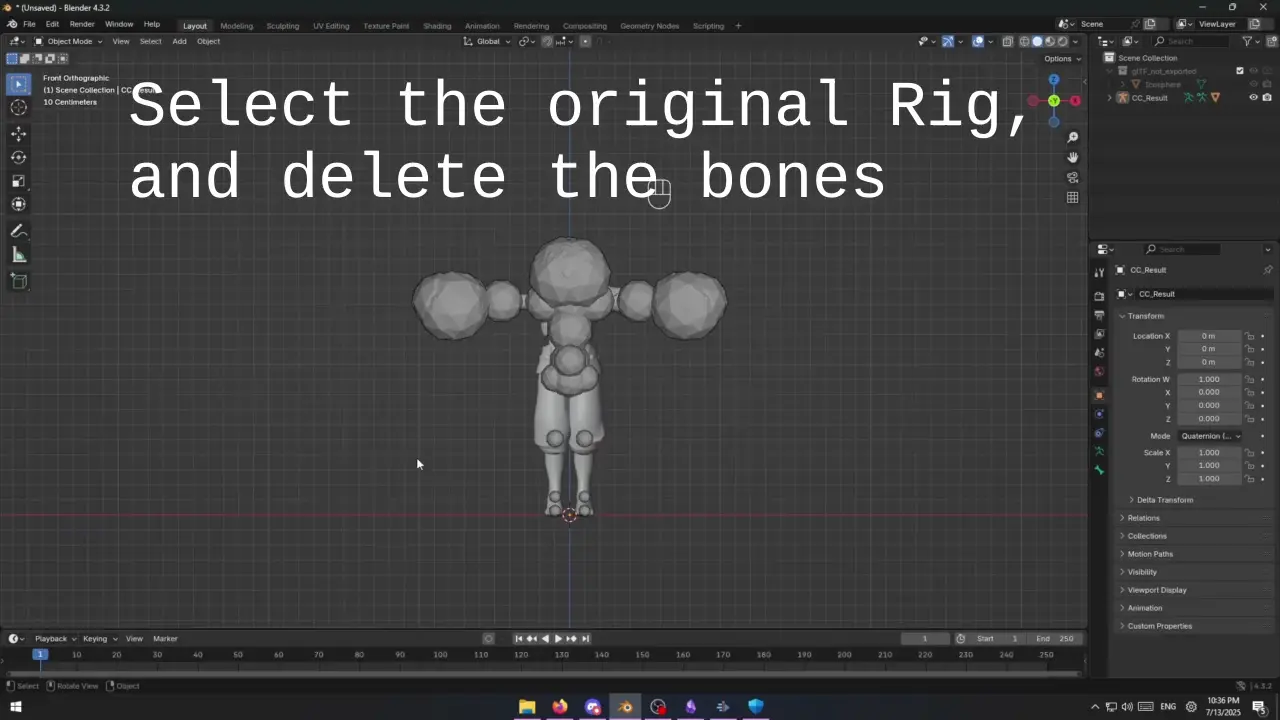 * (Unsaved) - Blender 4.3.2
File Edit Render Window Help
Layout Modeling Sculpting UV Editing Texture Paint Shading Animation Rendering Compositing Geometry Nodes Scripting +
Scene
ViewLayer
Object Mode View Select Add Object
Global
Search
Options
Front Orthographic
(1) Scene Collection | CC_Result
10 Centimeters
Select the original Rig,
and delete the bones
Z
-Y
X
Scene Collection
glTF_not_exported
Icosphere
CC_Result
Search
CC_Result
CC_Result
Transform
Location X 0 m
Y 0 m
Z 0 m
Rotation W 1.000
X 0.000
Y 0.000
Z 0.000
Mode Quaternion (...
Scale X 1.000
Y 1.000
Z 1.000
Delta Transform
Relations
Collections
Motion Paths
Visibility
Viewport Display
Animation
Custom Properties
Playback Keying View Marker
1 Start 1 End 250
1 10 20 30 40 50 60 70 80 90 100 110 120 130 140 150 160 170 180 190 200 210 220 230 240 250
Select Rotate View Object
4.3.2
ENG
10:36 PM
7/13/2025